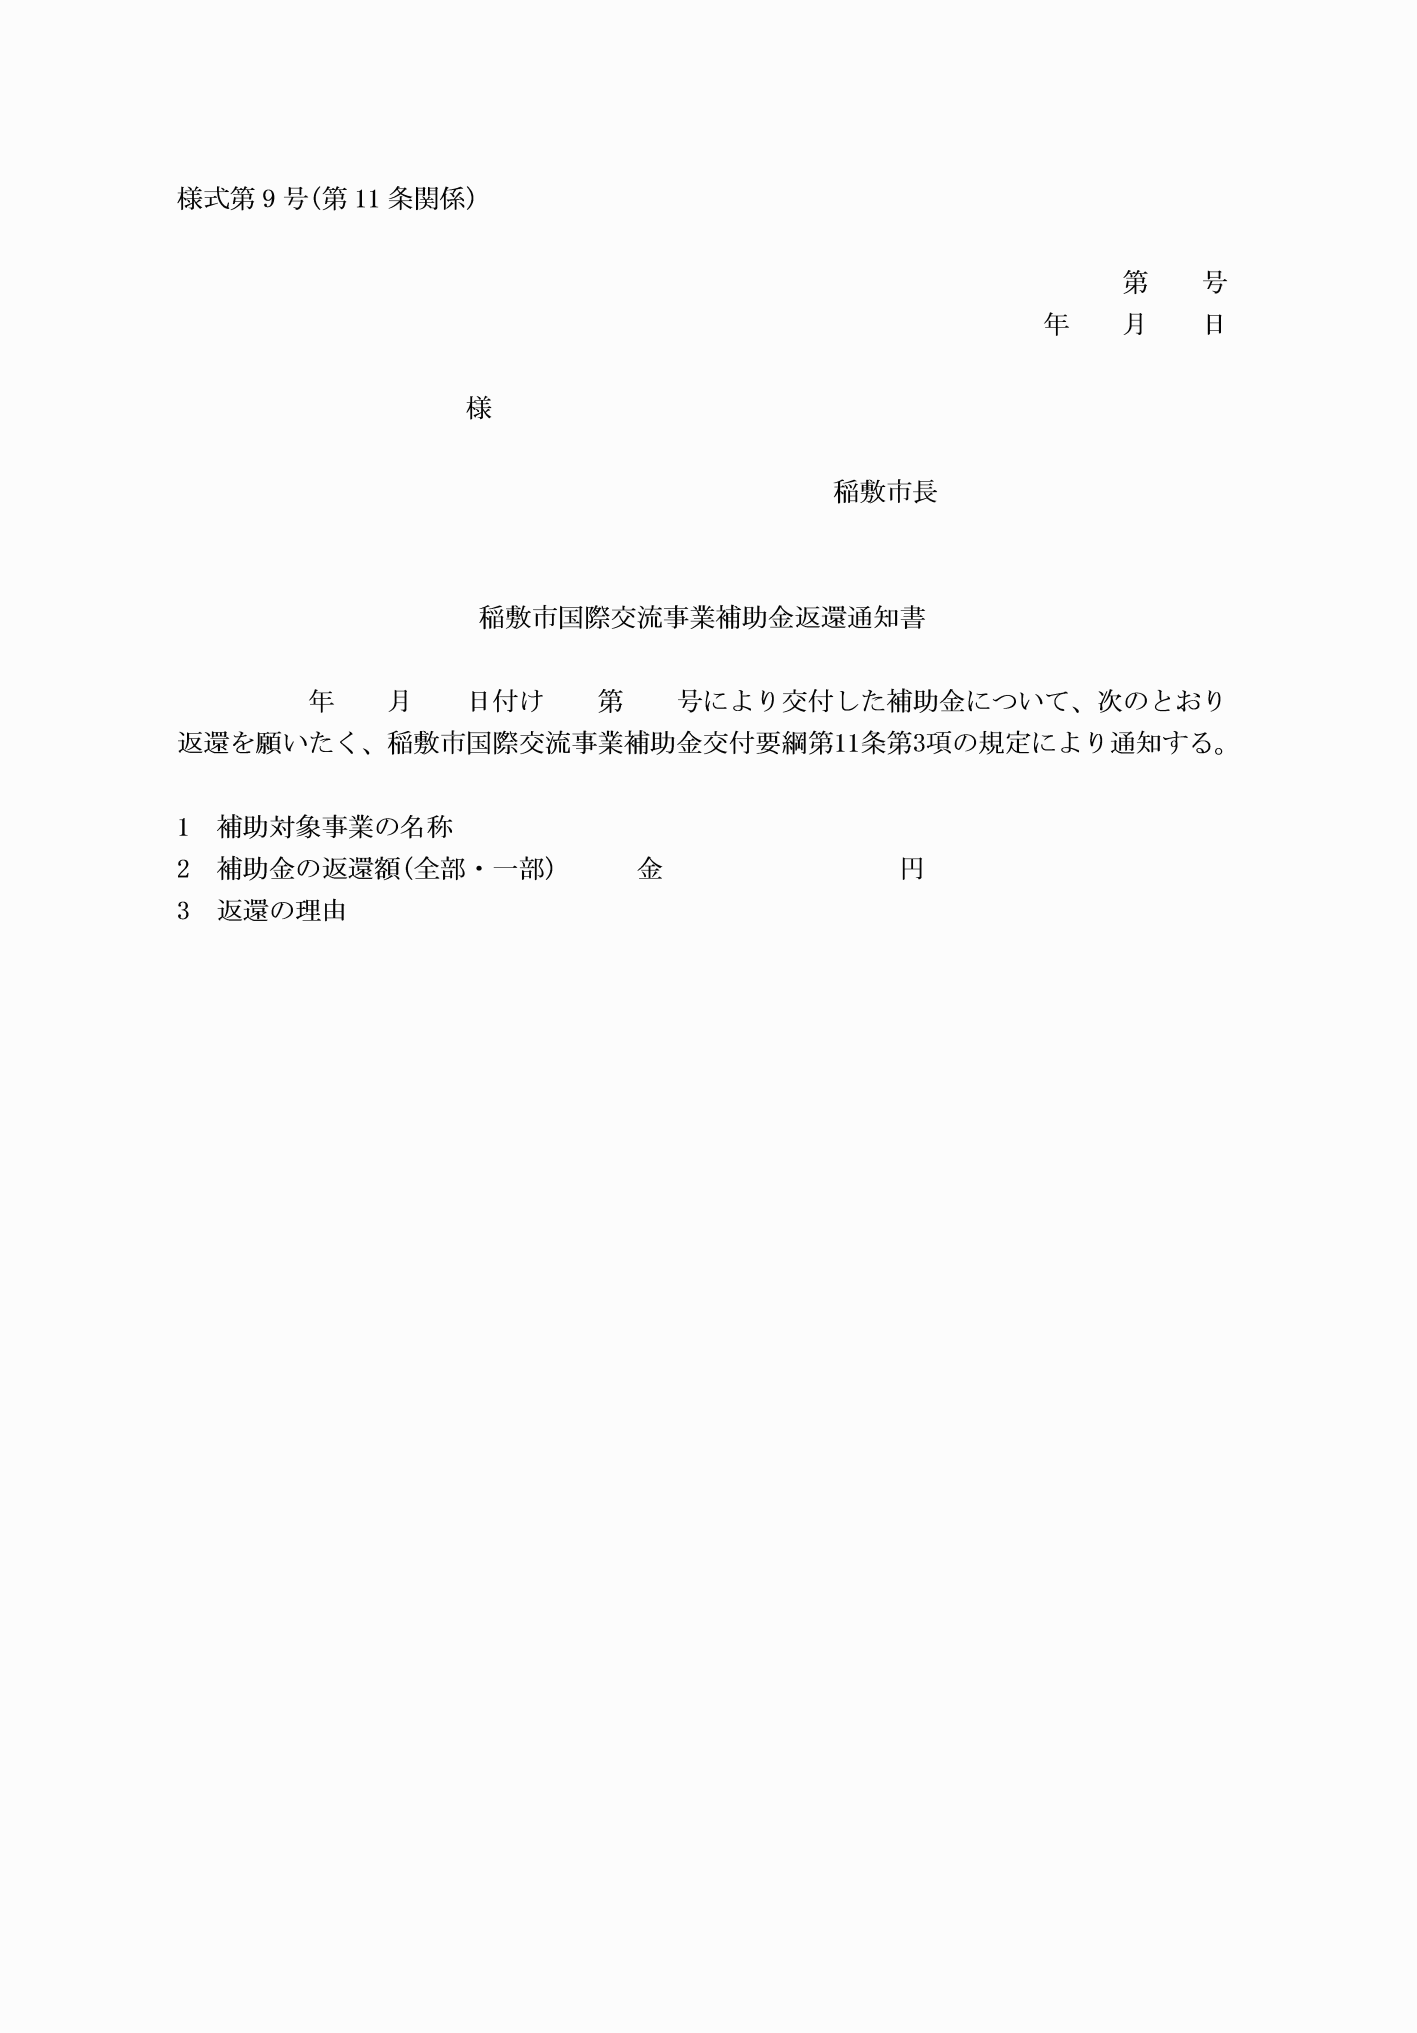 様式第 9 号(第 11 条関係)
第　　号
年　　月　　日
様
稲敷市長
稲敷市国際交流事業補助金返還通知書
年　　月　　日付け　　第　　号により交付した補助金について、次のとおり
返還を願いたく、稲敷市国際交流事業補助金交付要綱第11条第3項の規定により通知する。
1　補助対象事業の名称
2　補助金の返還額(全部・一部)　　　金　　　　　　　　　円
3　返還の理由